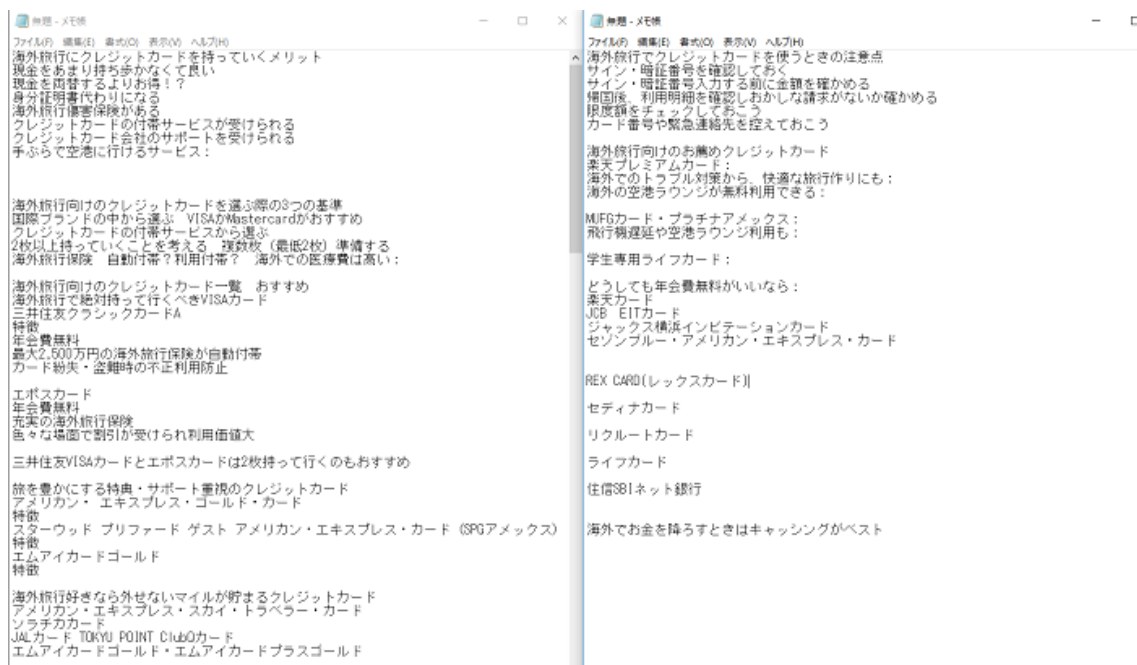 無題 - メモ帳
ファイル(F) 編集(E) 書式(O) 表示(V) ヘルプ(H)
海外旅行にクレジットカードを持っていくメリット
現金をあまり持ち歩かなくて良い
現金を両替するよりお得！？
身分証明書代わりになる
海外旅行傷害保険がある
クレジットカードの付帯サービスが受けられる
クレジットカード会社のサポートを受けられる
手ぶらで空港に行けるサービス：
海外旅行向けのクレジットカードを選ぶ際の3つの基準
国際ブランドの中から選ぶ VISAかMastercardがおすすめ
クレジットカードの付帯サービスから選ぶ
2枚以上持っていくことを考える 複数枚（最低2枚）準備する
海外旅行保険 自動付帯？利用付帯？ 海外での医療費は高い：
海外旅行向けのクレジットカード一覧 おすすめ
海外旅行で絶対持って行くべきVISAカード
三井住友クラシックカードA
特徴
年会費無料
最大2,500万円の海外旅行保険が自動付帯
カード紛失・盗難時の不正利用防止
エポスカード
年会費無料
充実の海外旅行保険
色々な場面で割引が受けられ利用価値大
三井住友VISAカードとエポスカードは2枚持って行くのもおすすめ
旅を豊かにする特典・サポート重視のクレジットカード
アメリカン・ エキスプレス・ゴールド・カード
特徴
スターウッド プリファード ゲスト アメリカン・エキスプレス・カード (SPGアメックス)
特徴
エムアイカードゴールド
特徴
海外旅行好きなら外せないマイルが貯まるクレジットカード
アメリカン・エキスプレス・スカイ・トラベラー・カード
ソラチカカード
JALカード TOKYU POINT ClubQカード
エムアイカードゴールド・エムアイカードプラスゴールド
無題 - メモ帳
ファイル(F) 編集(E) 書式(O) 表示(V) ヘルプ(H)
海外旅行でクレジットカードを使うときの注意点
サイン・暗証番号を確認しておく
サイン・暗証番号入力する前に金額を確かめる
帰国後、利用明細を確認しおかしな請求がないか確かめる
限度額をチェックしておこう
カード番号や緊急連絡先を控えておこう
海外旅行向けのお薦めクレジットカード
楽天プレミアムカード：
海外でのトラブル対策から、快適な旅行作りにも：
海外の空港ラウンジが無料利用できる：
MUFGカード・プラチナアメックス：
飛行機遅延や空港ラウンジ利用も：
学生専用ライフカード：
どうしても年会費無料がいいなら：
楽天カード
JCB EITカード
ジャックス横浜インビテーションカード
セゾンブルー・アメリカン・エキスプレス・カード
REX CARD(レックスカード)
セディナカード
リクルートカード
ライフカード
住信SBIネット銀行
海外でお金を降ろすときはキャッシングがベスト